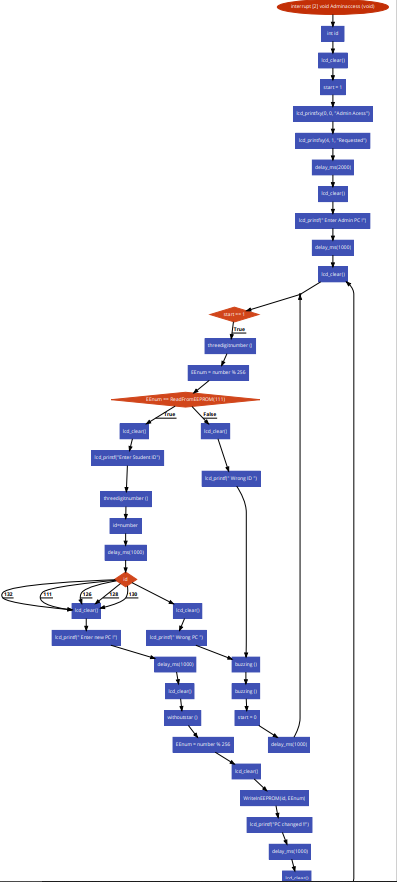 interrupt [2] void Adminaccess (void)
int id
lcd_clear()
start = 1
lcd_printfxy(0, 0, "Admin Acess")
lcd_printfxy(4, 1, "Requested")
delay_ms(2000)
lcd_clear()
lcd_printf(" Enter Admin PC !")
delay_ms(1000)
lcd_clear()
start == 1
True
threedigitnumber ()
EEnum = number % 256
EEnum == ReadFromEEPROM(111)
True
False
lcd_clear()
lcd_clear()
lcd_printf("Enter Student ID")
lcd_printf(" Wrong ID ")
threedigitnumber ()
id=number
delay_ms(1000)
id
132
111
126
128
130
lcd_clear()
lcd_clear()
lcd_printf(" Enter new PC !")
lcd_printf(" Wrong PC ")
delay_ms(1000)
buzzing ()
lcd_clear()
buzzing ()
withoutstar ()
start = 0
EEnum = number % 256
delay_ms(1000)
lcd_clear()
WriteInEEPROM(id, EEnum)
lcd_printf("PC changed !!")
delay_ms(1000)
lcd_clear()